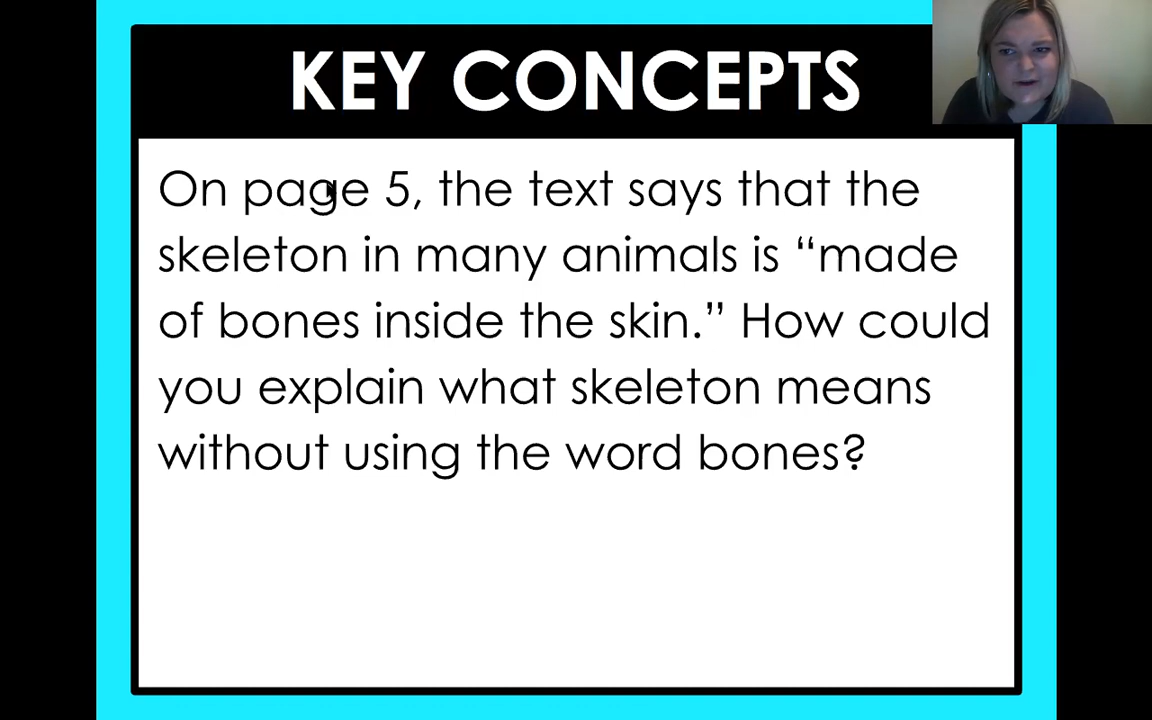 KEY CONCEPTS
On page 5, the text says that the
skeleton in many animals is “made
of bones inside the skin.” How could
you explain what skeleton means
without using the word bones?